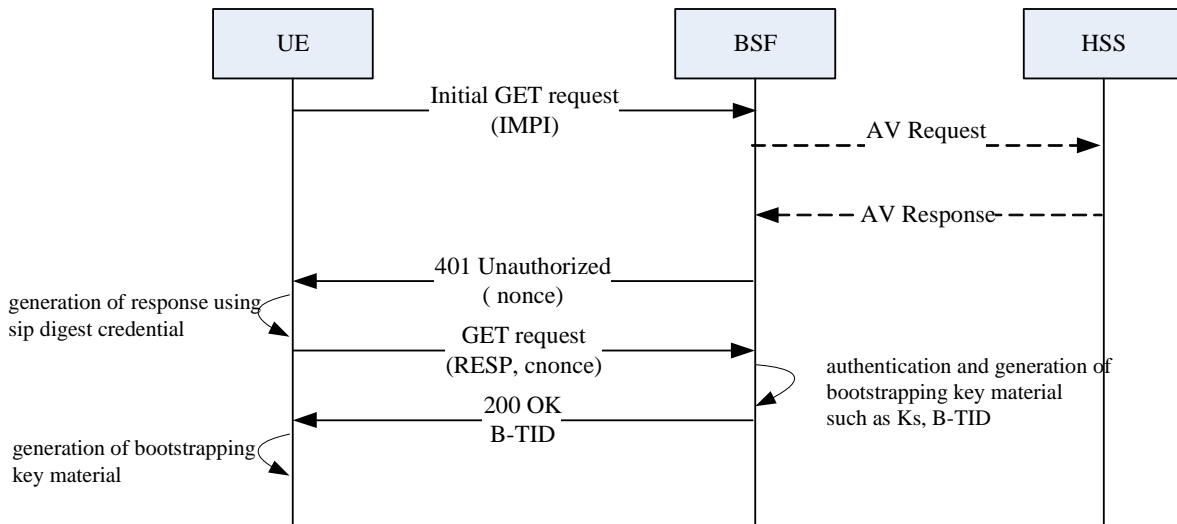 UE
BSF
HSS
Initial GET request
(IMPI)
AV Request
AV Response
401 Unauthorized
( nonce)
generation of response using
sip digest credential
GET request
(RESP, cnonce)
authentication and generation of
bootstrapping key material
such as Ks, B-TID
200 OK
B-TID
generation of bootstrapping
key material